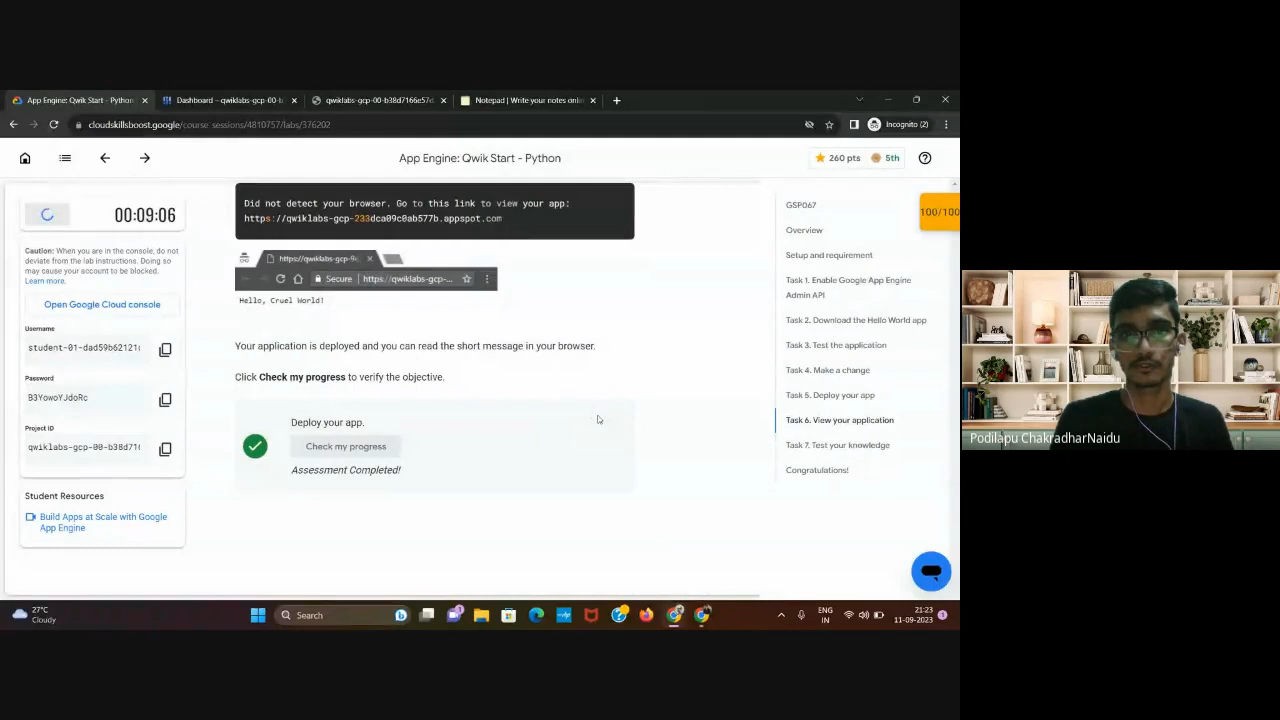 App Engine: Qwik Start - Python
Dashboard – qwiklabs-gcp-00-b
qwiklabs-gcp-00-b38d7166e57d
Notepad | Write your notes onlin
cloudskillsboost.google/course_sessions/4810757/labs/376202
Incognito (2)
App Engine: Qwik Start - Python
260 pts
5th
00:09:06
Caution: When you are in the console, do not
deviate from the lab instructions. Doing so
may cause your account to be blocked.
Learn more.
Open Google Cloud console
Username
student-01-dad59b62121
Password
B3YowoYJdoRc
Project ID
qwiklabs-gcp-00-b38d71
Student Resources
Build Apps at Scale with Google
App Engine
Did not detect your browser. Go to this link to view your app:
https://qwiklabs-gcp-233dca09c0ab577b.appspot.com
https://qwiklabs-gcp-9
Secure
https://qwiklabs-gcp-...
Hello, Cruel World!
Your application is deployed and you can read the short message in your browser.
Click Check my progress to verify the objective.
Deploy your app.
Check my progress
Assessment Completed!
GSP067
Overview
Setup and requirement
Task 1. Enable Google App Engine
Admin API
Task 2. Download the Hello World app
Task 3. Test the application
Task 4. Make a change
Task 5. Deploy your app
Task 6. View your application
Task 7. Test your knowledge
Congratulations!
100/100
Podilapu ChakradharNaidu
27°C
Cloudy
Search
ENG
IN
21:23
11-09-2023